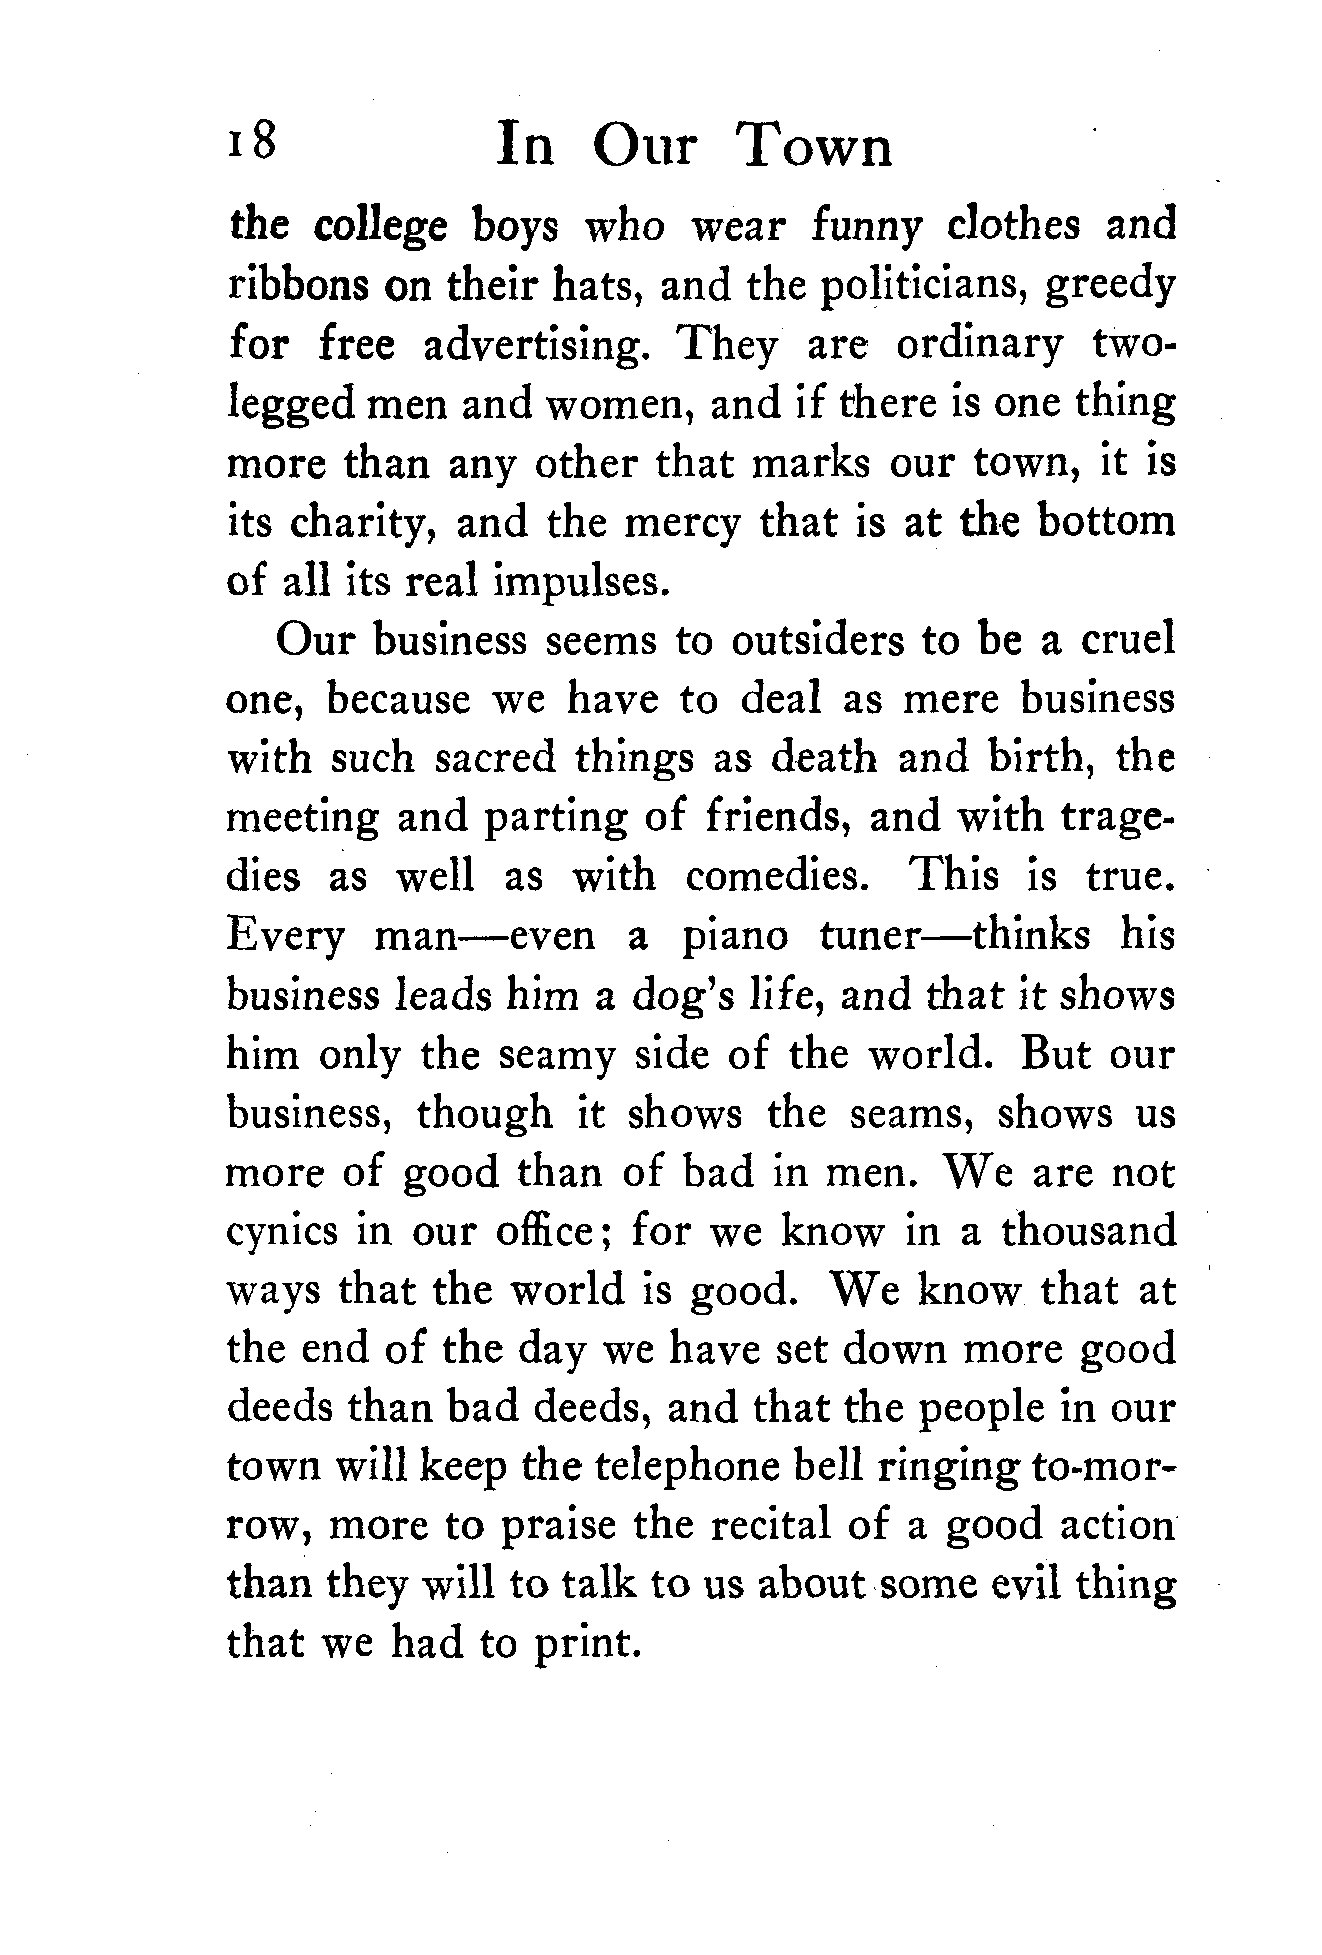 18 In Our Town
the college boys who wear funny clothes and
ribbons on their hats, and the politicians, greedy
for free advertising. They are ordinary two-
legged men and women, and if there is one thing
more than any other that marks our town, it is
its charity, and the mercy that is at the bottom
of all its real impulses.
Our business seems to outsiders to be a cruel
one, because we have to deal as mere business
with such sacred things as death and birth, the
meeting and parting of friends, and with trage-
dies as well as with comedies. This is true.
Every man—even a piano tuner—thinks his
business leads him a dog's life, and that it shows
him only the seamy side of the world. But our
business, though it shows the seams, shows us
more of good than of bad in men. We are not
cynics in our office; for we know in a thousand
ways that the world is good. We know that at
the end of the day we have set down more good
deeds than bad deeds, and that the people in our
town will keep the telephone bell ringing to-mor-
row, more to praise the recital of a good action
than they will to talk to us about some evil thing
that we had to print.